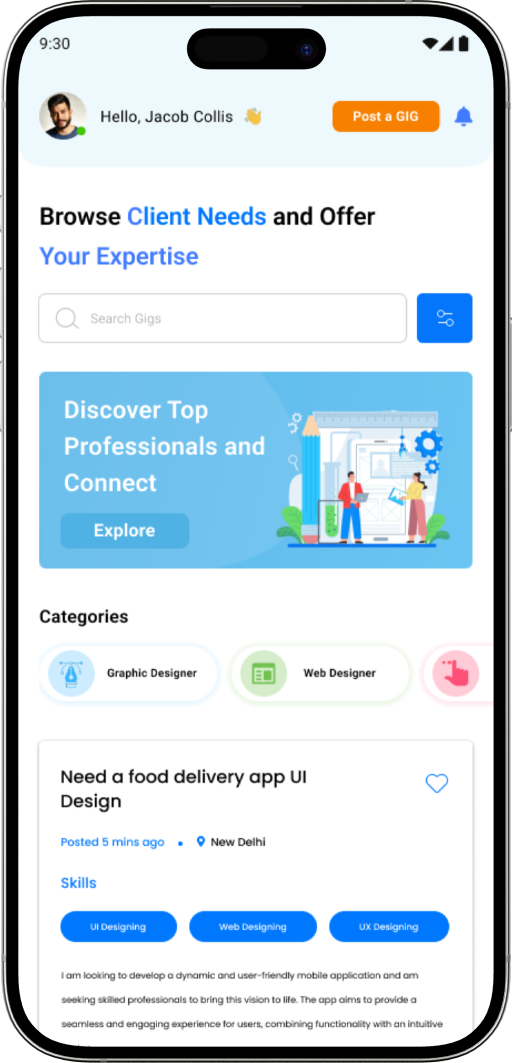 9:30
Hello, Jacob Collis 👋
Post a GIG
Browse Client Needs and Offer
Your Expertise
Search Gigs
Discover Top
Professionals and
Connect
Explore
Categories
Graphic Designer
Web Designer
Need a food delivery app UI
Design
Posted 5 mins ago • New Delhi
Skills
UI Designing
Web Designing
UX Designing
I am looking to develop a dynamic and user-friendly mobile application and am
seeking skilled professionals to bring this vision to life. The app aims to provide a
seamless and engaging experience for users, combining functionality with an intuitive